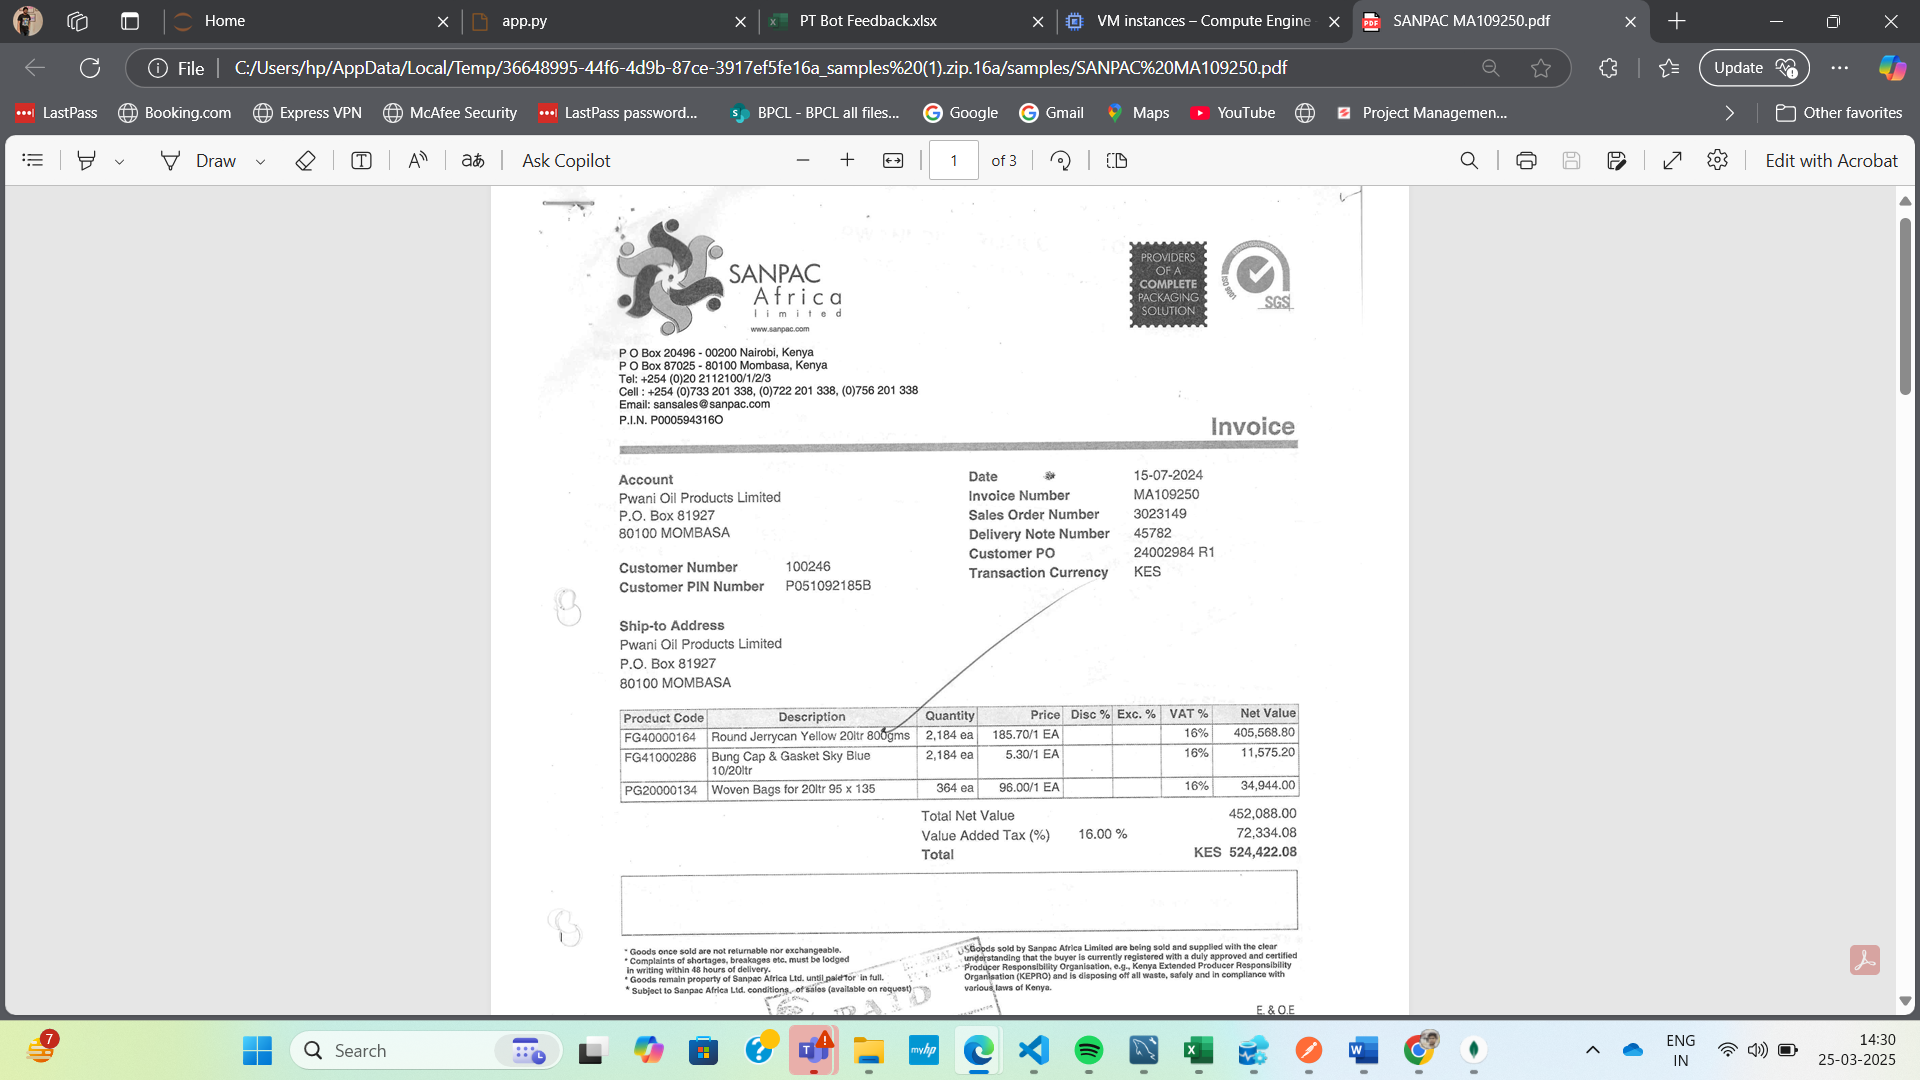 Home
app.py
PT Bot Feedback.xlsx
VM instances – Compute Engine
SANPAC MA109250.pdf
File
C:/Users/hp/AppData/Local/Temp/36648995-44f6-4d9b-87ce-3917ef5fe16a_samples%20(1).zip.16a/samples/SANPAC%20MA109250.pdf
Update
LastPass
Booking.com
Express VPN
McAfee Security
LastPass password...
BPCL - BPCL all files...
Google
Gmail
Maps
YouTube
Project Managemen...
Other favorites
Draw
Ask Copilot
1 of 3
Edit with Acrobat
SANPAC
Africa
limited
www.sanpac.com
PROVIDERS
OF A
COMPLETE
PACKAGING
SOLUTION
ISO 9001
SGS
P O Box 20496 - 00200 Nairobi, Kenya
P O Box 87025 - 80100 Mombasa, Kenya
Tel: +254 (0)20 2112100/1/2/3
Cell : +254 (0)733 201 338, (0)722 201 338, (0)756 201 338
Email: sansales@sanpac.com
P.I.N. P000594316O
Invoice
Account
Pwani Oil Products Limited
P.O. Box 81927
80100 MOMBASA
Customer Number 100246
Customer PIN Number P051092185B
Date 15-07-2024
Invoice Number MA109250
Sales Order Number 3023149
Delivery Note Number 45782
Customer PO 24002984 R1
Transaction Currency KES
Ship-to Address
Pwani Oil Products Limited
P.O. Box 81927
80100 MOMBASA
Product Code Description Quantity Price Disc % Exc. % VAT % Net Value
FG40000164 Round Jerrycan Yellow 20ltr 800gms 2,184 ea 185.70/1 EA 16% 405,568.80
FG41000286 Bung Cap & Gasket Sky Blue 10/20ltr 2,184 ea 5.30/1 EA 16% 11,575.20
PG20000134 Woven Bags for 20ltr 95 x 135 364 ea 96.00/1 EA 16% 34,944.00
Total Net Value 452,088.00
Value Added Tax (%) 16.00 % 72,334.08
Total KES 524,422.08
* Goods once sold are not returnable nor exchangeable.
* Complaints of shortages, breakages etc. must be lodged
in writing within 48 hours of delivery.
* Goods remain property of Sanpac Africa Ltd. until paid for in full.
* Subject to Sanpac Africa Ltd. conditions of sales (available on request)
Goods sold by Sanpac Africa Limited are being sold and supplied with the clear
understanding that the buyer is currently registered with a duly approved and certified
Producer Responsibility Organisation, e.g., Kenya Extended Producer Responsibility
Organisation (KEPRO) and is disposing off all waste, safely and in compliance with
various laws of Kenya.
PAID
E. & O.E
7
Search
myhp
ENG
IN
14:30
25-03-2025